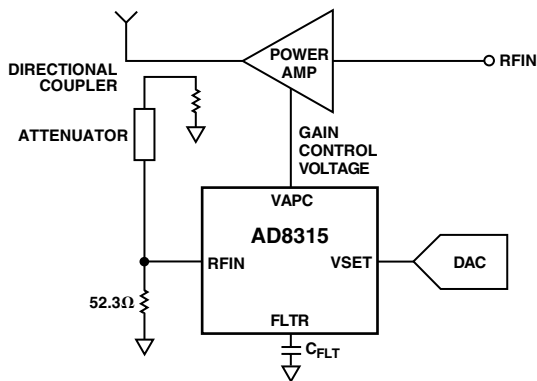 POWER
AMP
RFIN
DIRECTIONAL
COUPLER
ATTENUATOR
GAIN
CONTROL
VOLTAGE
VAPC
AD8315
RFIN
VSET
DAC
52.3Ω
FLTR
CFLT